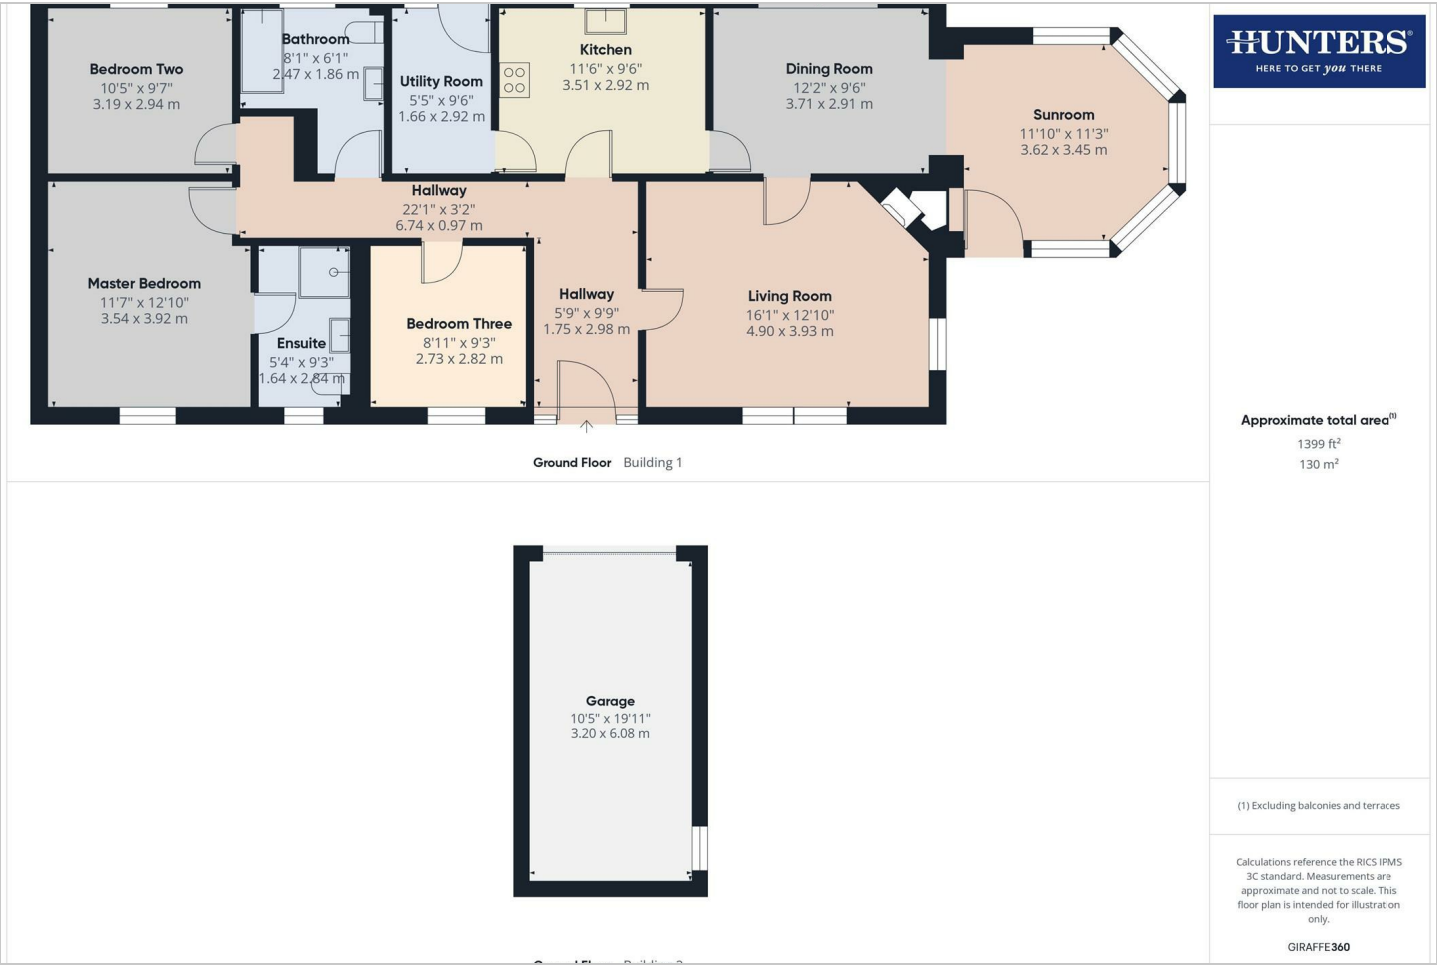 Bedroom Two
10'5" x 9'7"
3.19 x 2.94 m
Bathroom
8'1" x 6'1"
2.47 x 1.86 m
Utility Room
5'5" x 9'6"
1.66 x 2.92 m
Kitchen
11'6" x 9'6"
3.51 x 2.92 m
Dining Room
12'2" x 9'6"
3.71 x 2.91 m
Sunroom
11'10" x 11'3"
3.62 x 3.45 m
Hallway
22'1" x 3'2"
6.74 x 0.97 m
Master Bedroom
11'7" x 12'10"
3.54 x 3.92 m
Ensuite
5'4" x 9'3"
1.64 x 2.84 m
Bedroom Three
8'11" x 9'3"
2.73 x 2.82 m
Hallway
5'9" x 9'9"
1.75 x 2.98 m
Living Room
16'1" x 12'10"
4.90 x 3.93 m
Ground Floor Building 1
Garage
10'5" x 19'11"
3.20 x 6.08 m
HUNTERS®
HERE TO GET you THERE
Approximate total area(1)
1399 ft²
130 m²
(1) Excluding balconies and terraces
Calculations reference the RICS IPMS
3C standard. Measurements are
approximate and not to scale. This
floor plan is intended for illustration
only.
GIRAFFE360